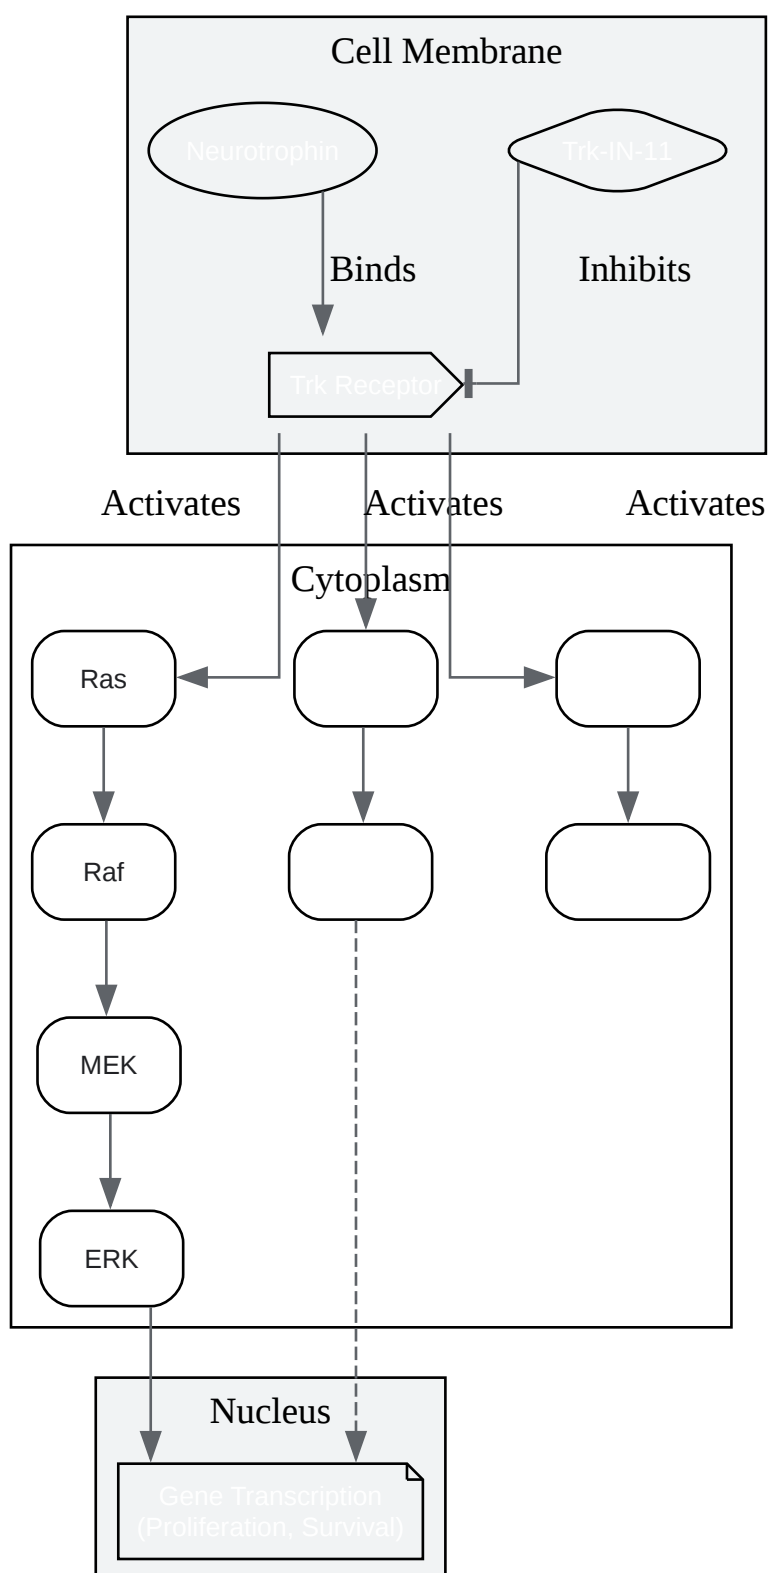 Cell Membrane
Neurotrophin
Trk-IN-11
Binds
Inhibits
Trk Receptor
Activates
Activates
Activates
Cytoplasm
Ras
Raf
MEK
ERK
Nucleus
Gene Transcription
(Proliferation, Survival)